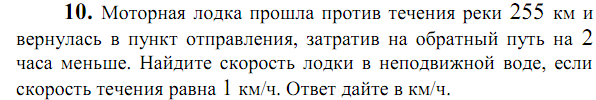 10. Моторная лодка прошла против течения реки 255 км и
вернулась в пункт отправления, затратив на обратный путь на 2
часа меньше. Найдите скорость лодки в неподвижной воде, если
скорость течения равна 1 км/ч. Ответ дайте в км/ч.